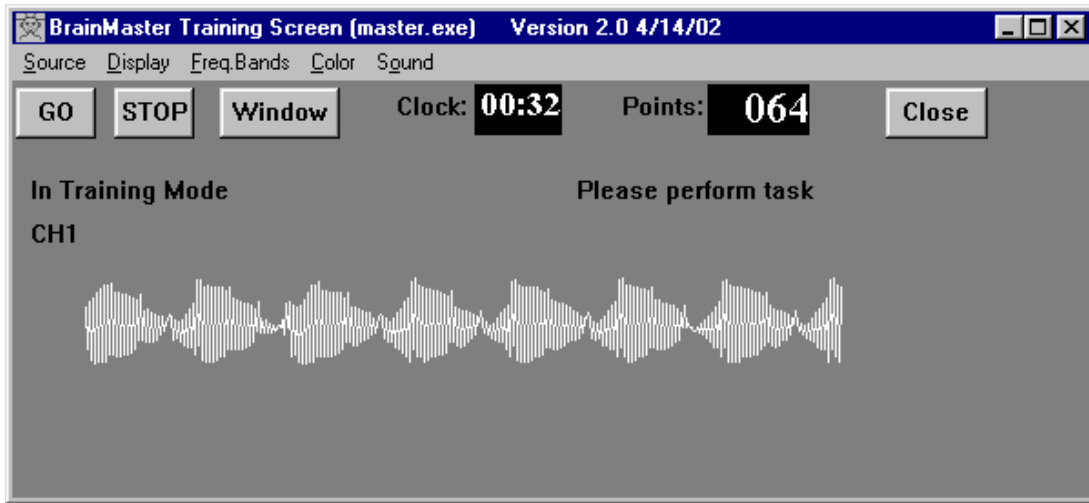 BrainMaster Training Screen (master.exe) Version 2.0 4/14/02
Source Display Freq.Bands Color Sound
GO STOP Window Clock: 00:32 Points: 064 Close
In Training Mode Please perform task
CH1